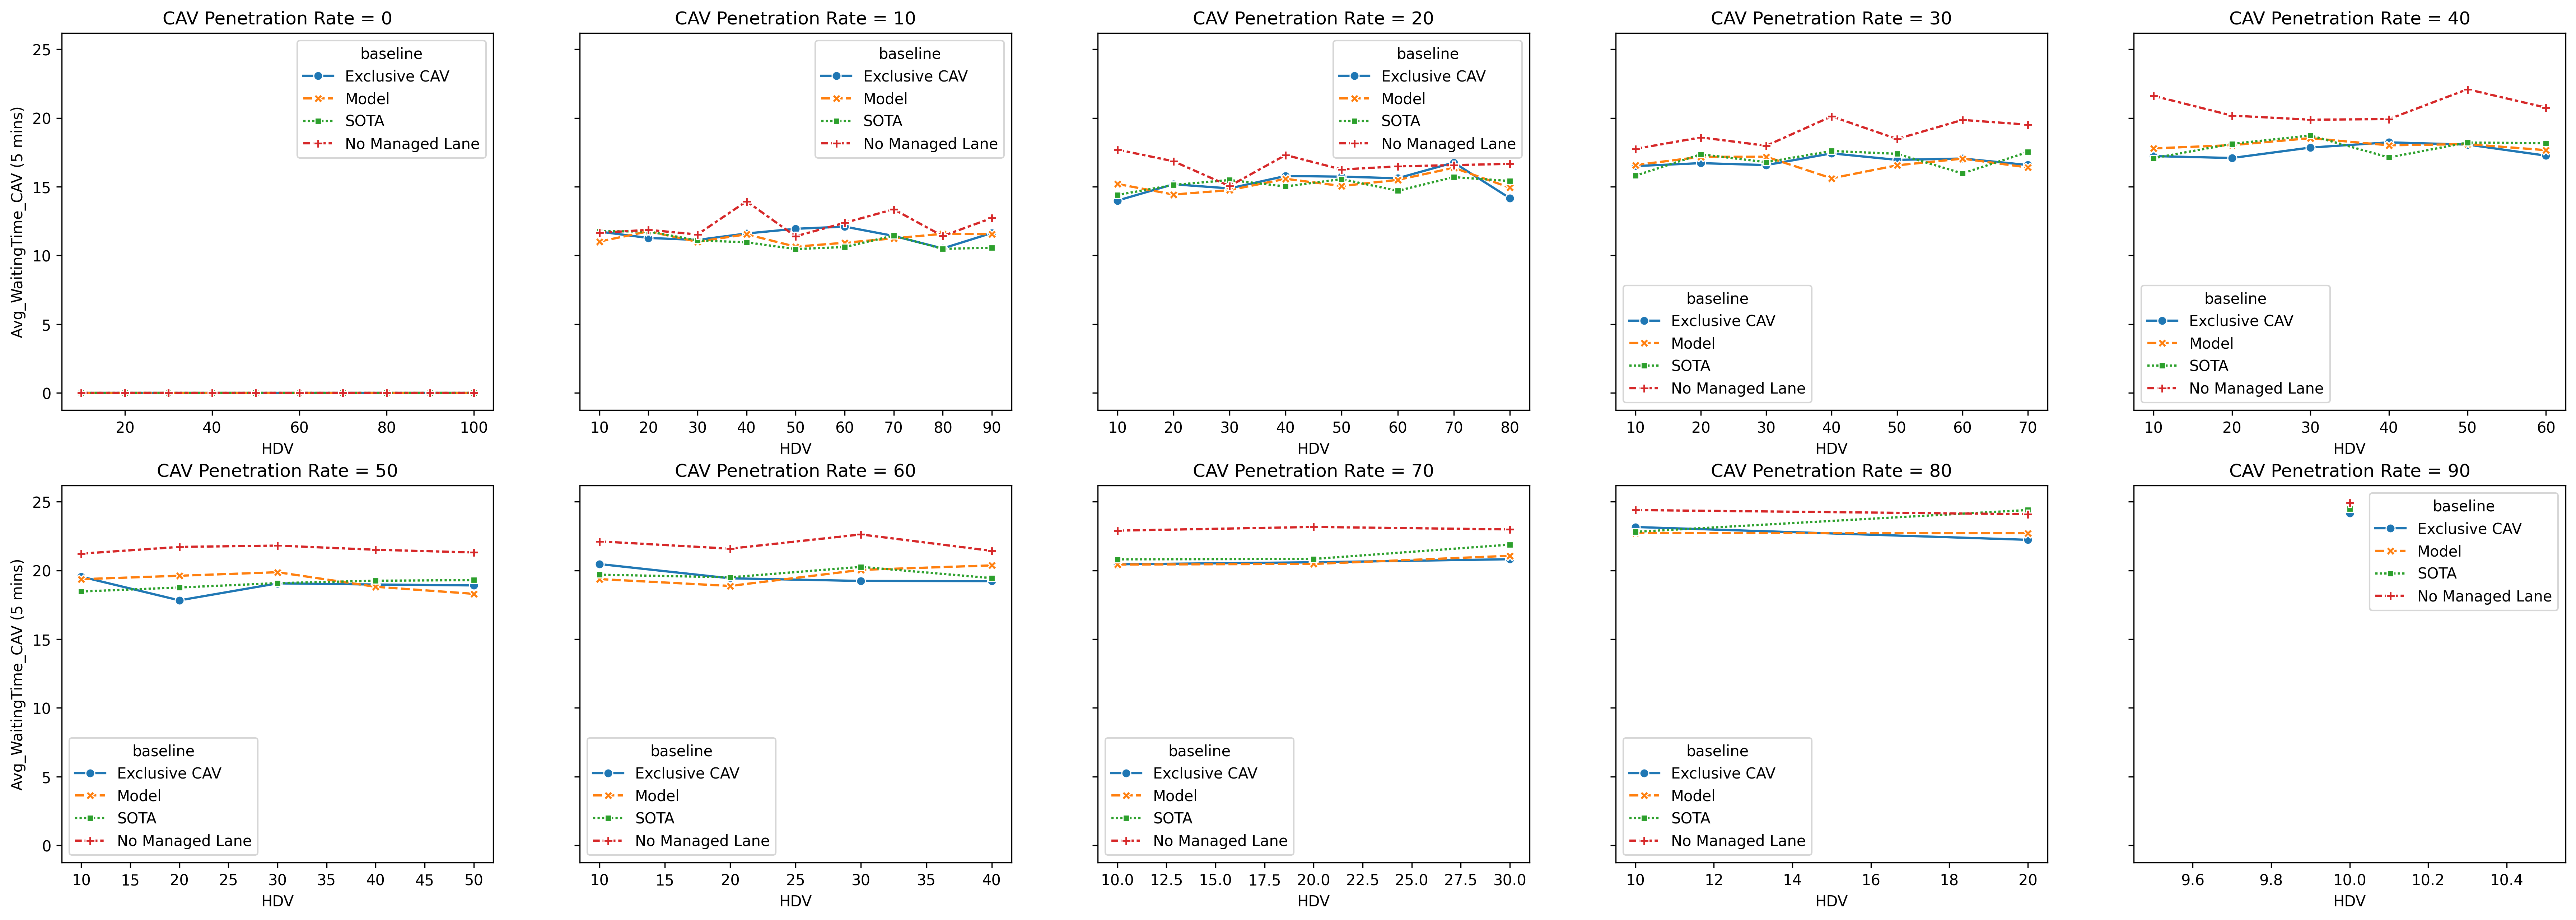 CAV Penetration Rate = 0
Avg_WaitingTime_CAV (5 mins)
25
20
15
10
5
0
baseline
Exclusive CAV
Model
SOTA
No Managed Lane
20 40 60 80 100
HDV
CAV Penetration Rate = 10
baseline
Exclusive CAV
Model
SOTA
No Managed Lane
10 20 30 40 50 60 70 80 90
HDV
CAV Penetration Rate = 20
baseline
Exclusive CAV
Model
SOTA
No Managed Lane
10 20 30 40 50 60 70 80
HDV
CAV Penetration Rate = 30
baseline
Exclusive CAV
Model
SOTA
No Managed Lane
10 20 30 40 50 60 70
HDV
CAV Penetration Rate = 40
baseline
Exclusive CAV
Model
SOTA
No Managed Lane
10 20 30 40 50 60
HDV
CAV Penetration Rate = 50
Avg_WaitingTime_CAV (5 mins)
25
20
15
10
5
0
baseline
Exclusive CAV
Model
SOTA
No Managed Lane
10 15 20 25 30 35 40 45 50
HDV
CAV Penetration Rate = 60
baseline
Exclusive CAV
Model
SOTA
No Managed Lane
10 15 20 25 30 35 40
HDV
CAV Penetration Rate = 70
baseline
Exclusive CAV
Model
SOTA
No Managed Lane
10.0 12.5 15.0 17.5 20.0 22.5 25.0 27.5 30.0
HDV
CAV Penetration Rate = 80
baseline
Exclusive CAV
Model
SOTA
No Managed Lane
10 12 14 16 18 20
HDV
CAV Penetration Rate = 90
baseline
Exclusive CAV
Model
SOTA
No Managed Lane
9.6 9.8 10.0 10.2 10.4
HDV